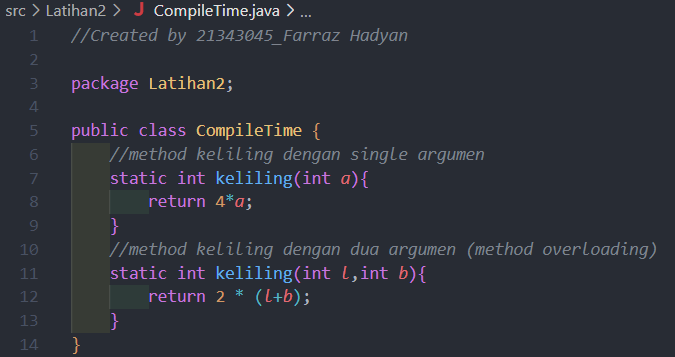 src > Latihan2 > J CompileTime.java > ...
1 //Created by 21343045_Farraz Hadyan
2
3 package Latihan2;
4
5 public class CompileTime {
6 //method keliling dengan single argumen
7 static int keliling(int a){
8 return 4*a;
9 }
10 //method keliling dengan dua argumen (method overloading)
11 static int keliling(int l,int b){
12 return 2 * (l+b);
13 }
14 }